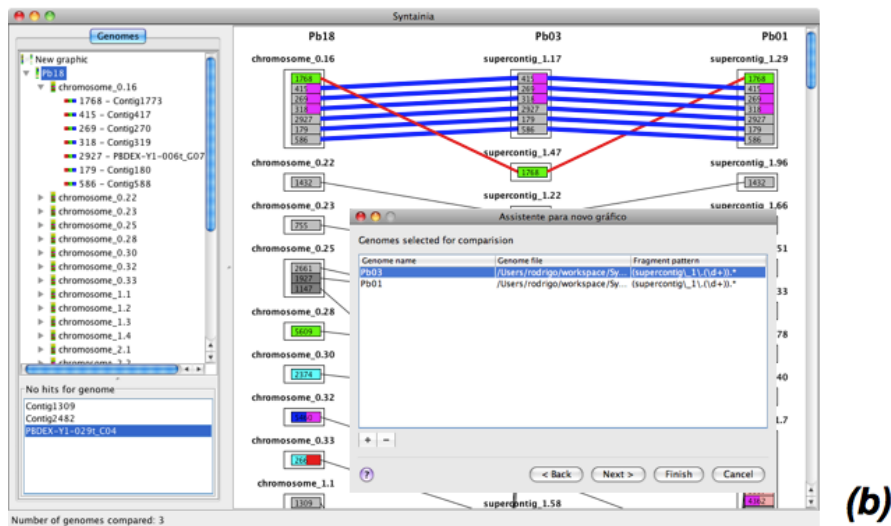 Syntainia
Genomes
New graphic
Pb18
chromosome_0.16
1768 - Contig1773
415 - Contig417
269 - Contig270
318 - Contig319
2927 - PBDEX-Y1-006t_G07
179 - Contig180
586 - Contig588
chromosome_0.22
chromosome_0.23
chromosome_0.25
chromosome_0.28
chromosome_0.30
chromosome_0.32
chromosome_0.33
chromosome_1.1
chromosome_1.2
chromosome_1.3
chromosome_1.4
chromosome_2.1
No hits for genome
Contig1309
Contig2482
PBDEX-Y1-029t_C04
Number of genomes compared: 3
Pb18
Pb03
Pb01
chromosome_0.16
supercontig_1.17
supercontig_1.29
1768
415
269
318
2927
179
586
415
269
318
2927
179
586
1768
415
269
318
2927
179
586
supercontig_1.47
1768
chromosome_0.22
supercontig_1.96
1432
1432
supercontig_1.22
chromosome_0.23
supercontig_1.66
755
chromosome_0.25
51
2661
1927
1147
33
chromosome_0.28
78
5609
chromosome_0.30
40
2374
chromosome_0.32
1.7
chromosome_0.33
266
chromosome_1.1
1309
supercontig_1.58
Assistente para novo gráfico
Genomes selected for comparision
Genome name
Genome file
Fragment pattern
Pb03
/Users/rodrigo/workspace/Sy...
(supercontig\_1\.(\d+)).*
Pb01
/Users/rodrigo/workspace/Sy...
(supercontig\_1\.(\d+)).*
+ -
?
< Back
Next >
Finish
Cancel
(b)